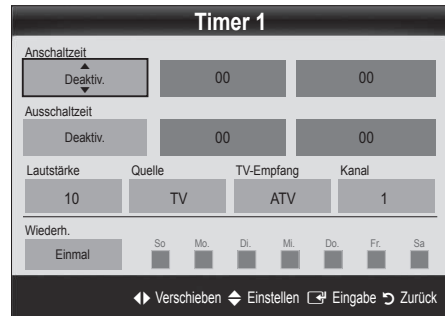 Timer 1
Anschaltzeit
Deaktiv. 00 00
Ausschaltzeit
Deaktiv. 00 00
Lautstärke Quelle TV-Empfang Kanal
10 TV ATV 1
Wiederh.
Einmal So Mo. Di. Mi. Do. Fr. Sa
Verschieben Einstellen Eingabe Zurück